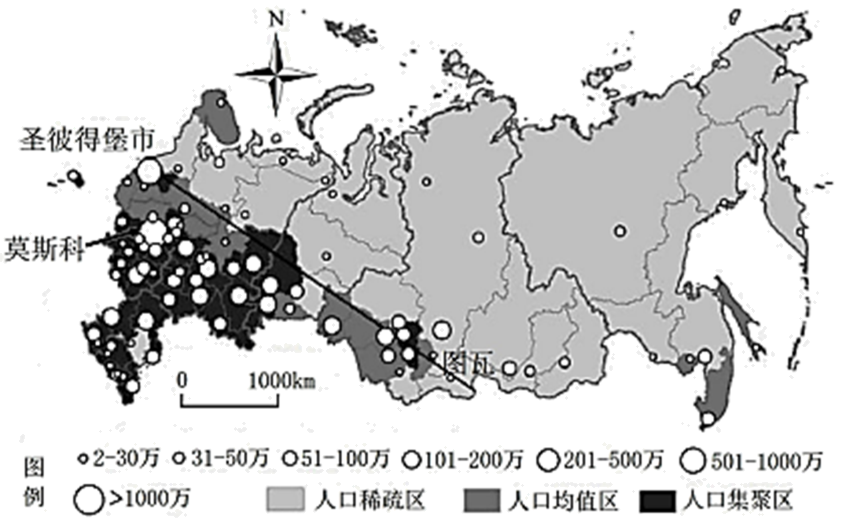 N
圣彼得堡市
莫斯科
图瓦
0 1000km
图例
2-30万 31-50万 51-100万 101-200万 201-500万 501-1000万
>1000万 人口稀疏区 人口均值区 人口集聚区